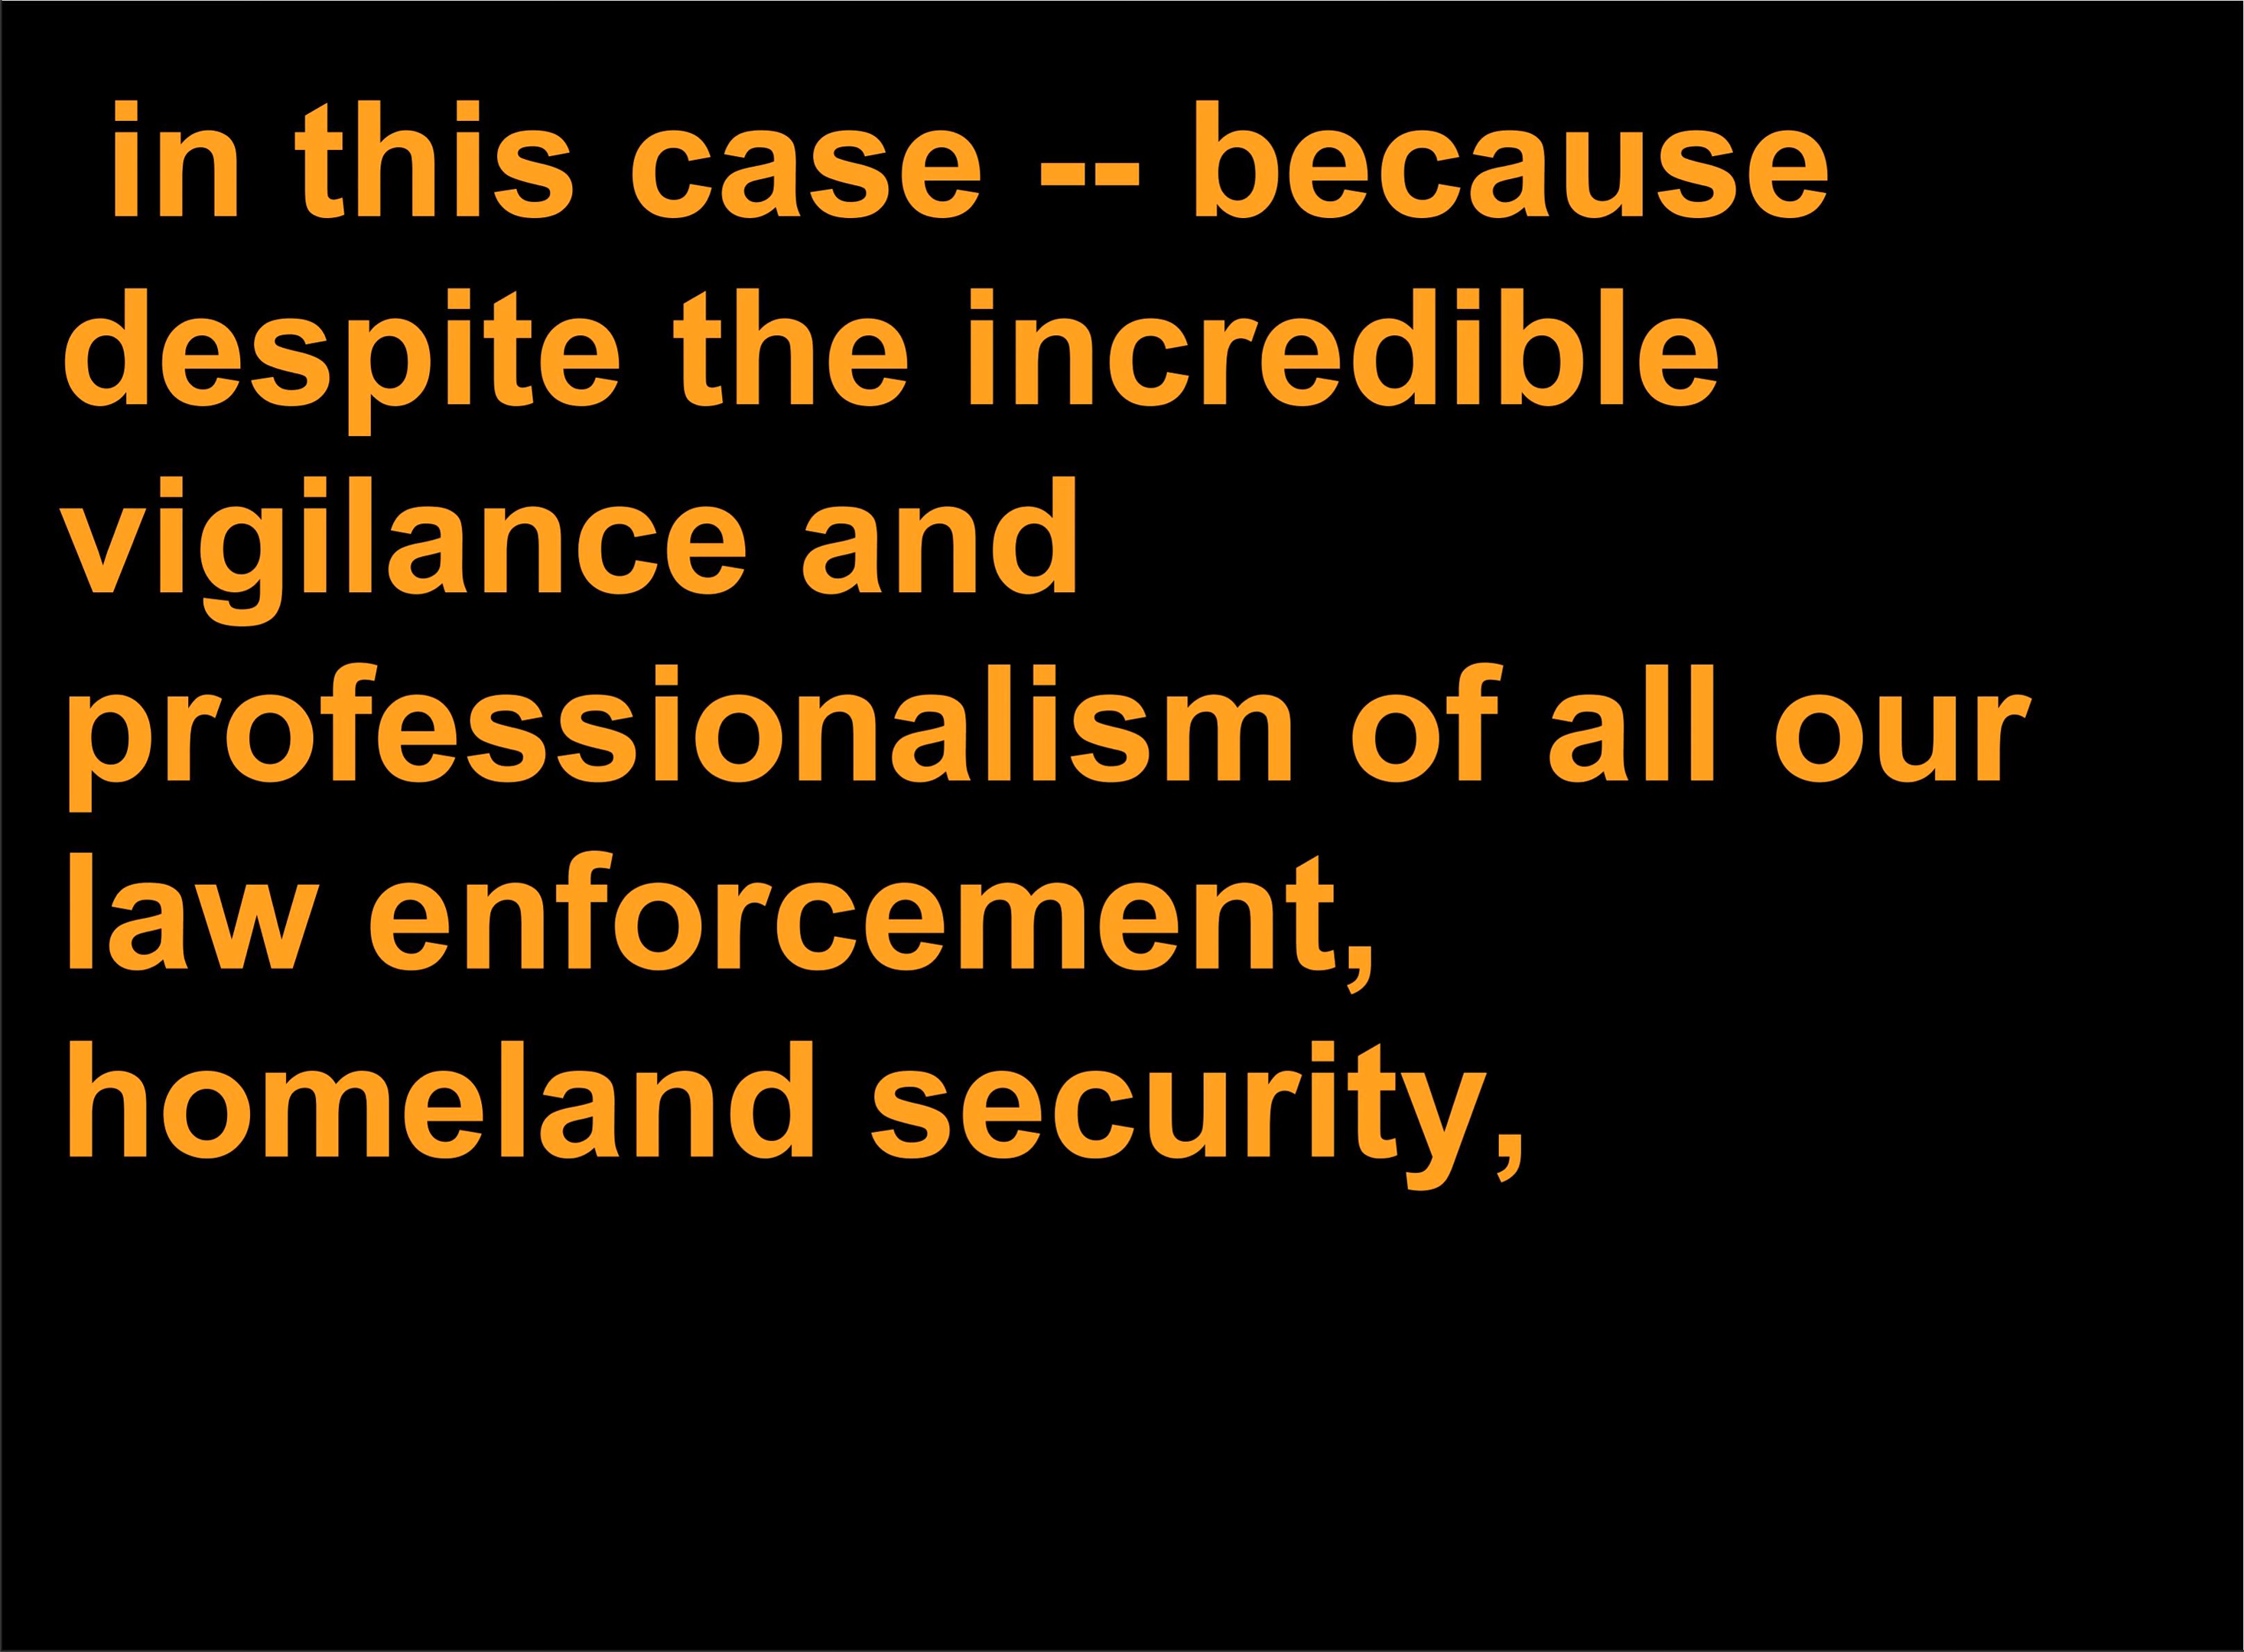 in this case -- because
despite the incredible
vigilance and
professionalism of all our
law enforcement,
homeland security,